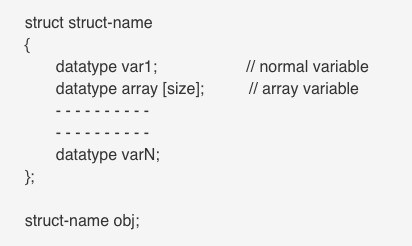 struct struct-name
{
datatype var1; // normal variable
datatype array [size]; // array variable
- - - - - - - - - -
- - - - - - - - - -
datatype varN;
};
struct-name obj;